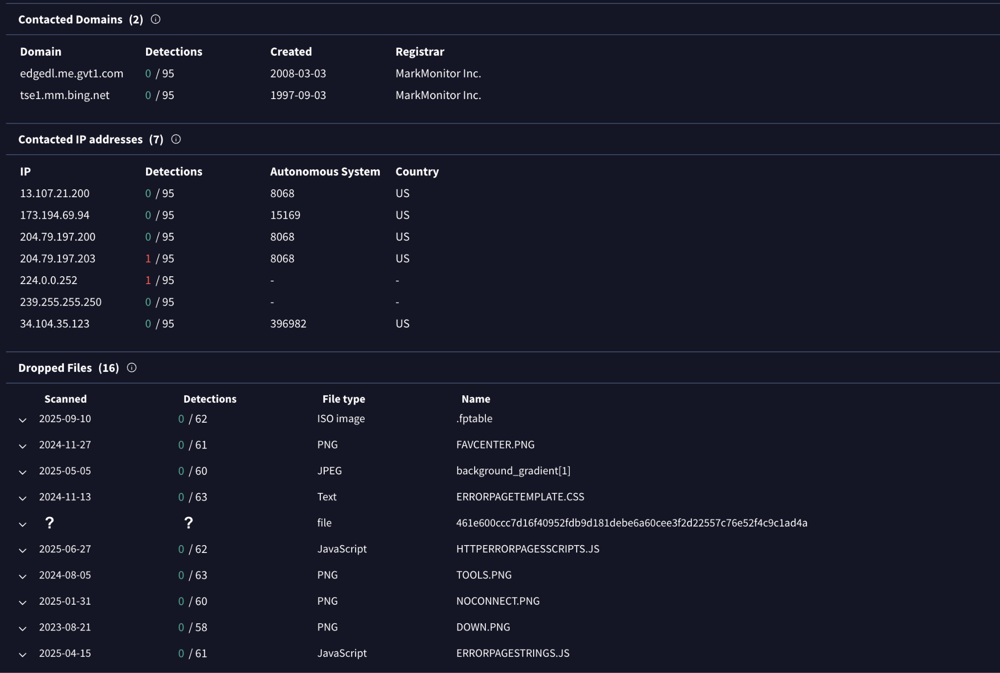 Contacted Domains (2)
Domain Detections Created Registrar
edgedl.me.gvt1.com 0 / 95 2008-03-03 MarkMonitor Inc.
tse1.mm.bing.net 0 / 95 1997-09-03 MarkMonitor Inc.
Contacted IP addresses (7)
IP Detections Autonomous System Country
13.107.21.200 0 / 95 8068 US
173.194.69.94 0 / 95 15169 US
204.79.197.200 0 / 95 8068 US
204.79.197.203 1 / 95 8068 US
224.0.0.252 1 / 95 - -
239.255.255.250 0 / 95 - -
34.104.35.123 0 / 95 396982 US
Dropped Files (16)
Scanned Detections File type Name
2025-09-10 0 / 62 ISO image .fptable
2024-11-27 0 / 61 PNG FAVCENTER.PNG
2025-05-05 0 / 60 JPEG background_gradient[1]
2024-11-13 0 / 63 Text ERRORPAGETEMPLATE.CSS
? ? file 461e600ccc7d16f40952fdb9d181debe6a60cee3f2d22557c76e52f4c9c1ad4a
2025-06-27 0 / 62 JavaScript HTTPERRORPAGESSCRIPTS.JS
2024-08-05 0 / 63 PNG TOOLS.PNG
2025-01-31 0 / 60 PNG NOCONNECT.PNG
2023-08-21 0 / 58 PNG DOWN.PNG
2025-04-15 0 / 61 JavaScript ERRORPAGESTRINGS.JS